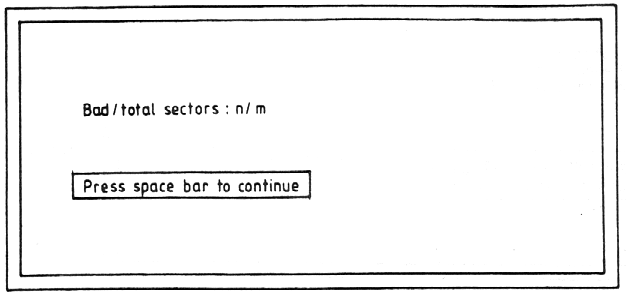 Bad/total sectors : n/m
Press space bar to continue